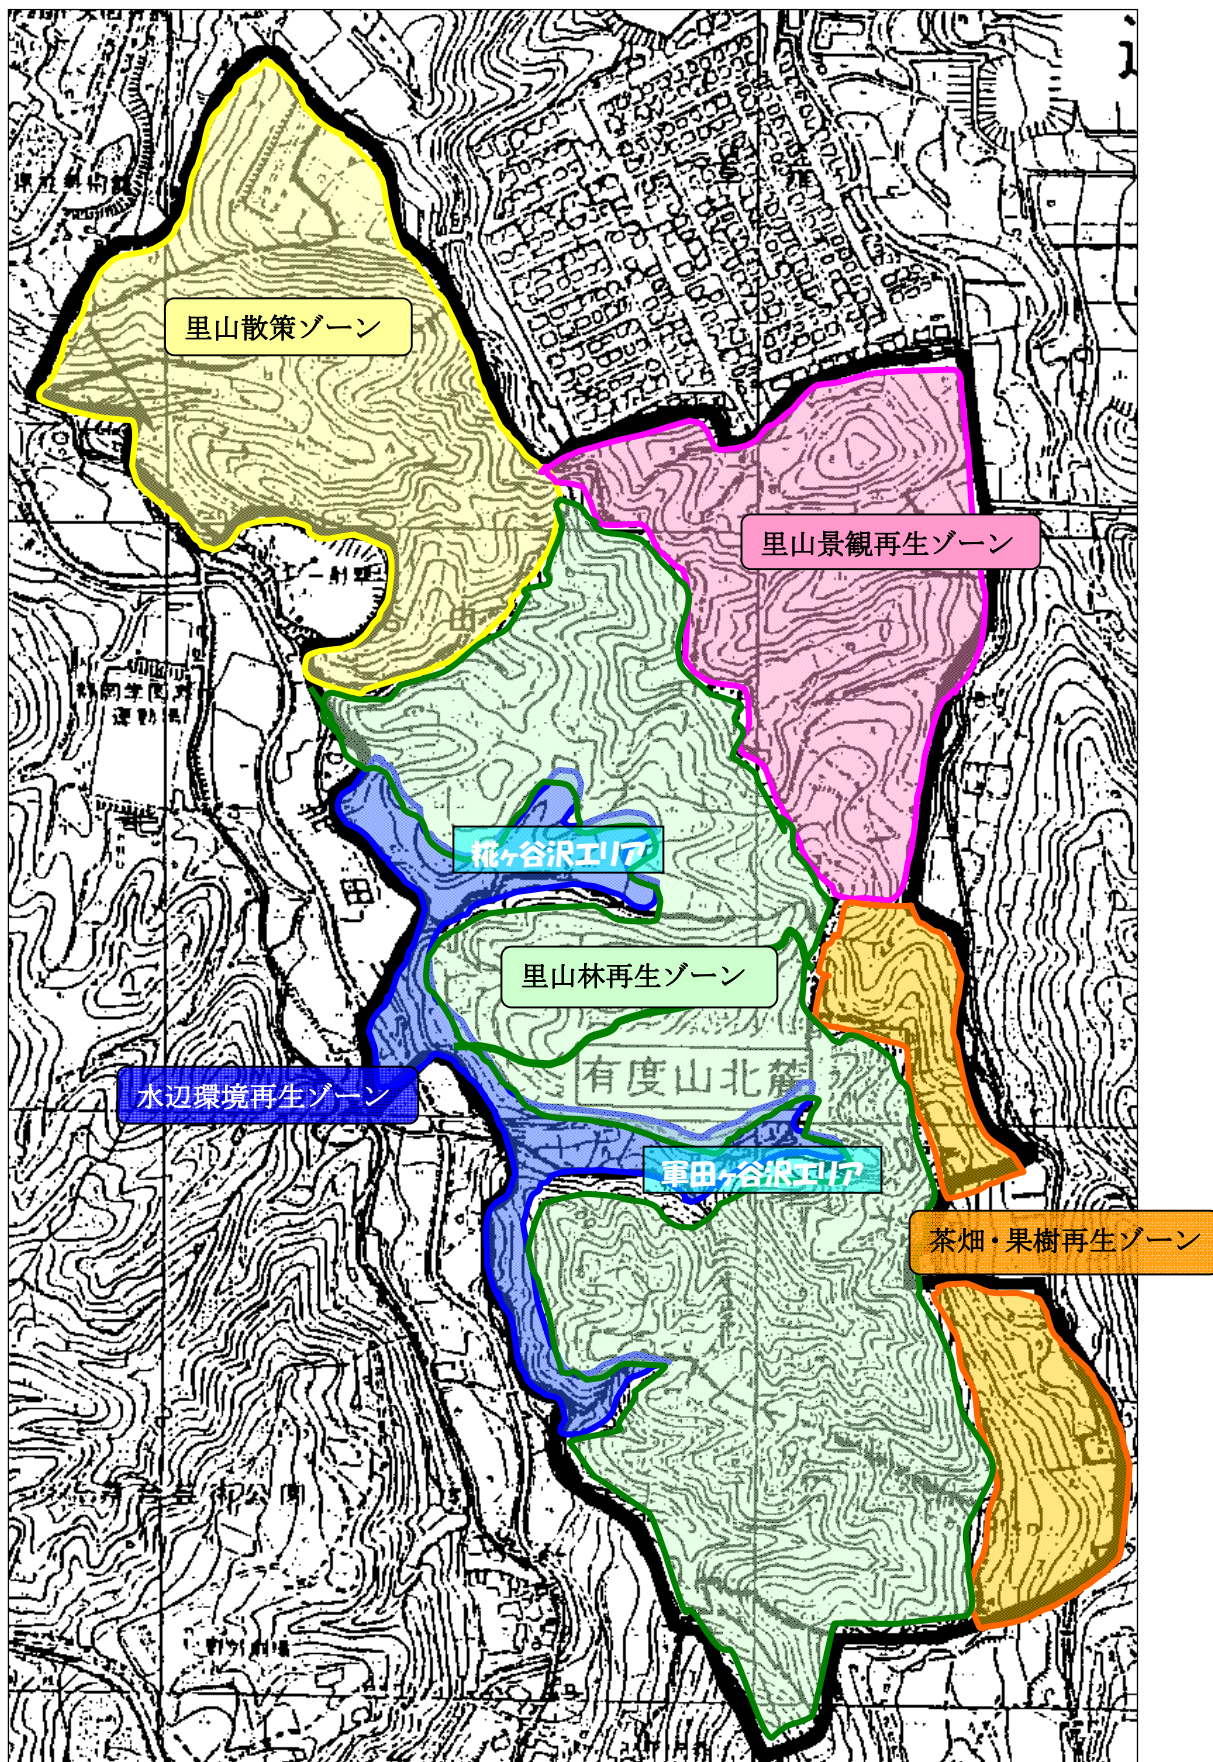 里山散策ゾーン
里山景観再生ゾーン
椛ヶ谷沢エリア
里山林再生ゾーン
有度山北麓
水辺環境再生ゾーン
軍田ヶ谷沢エリア
茶畑・果樹再生ゾーン